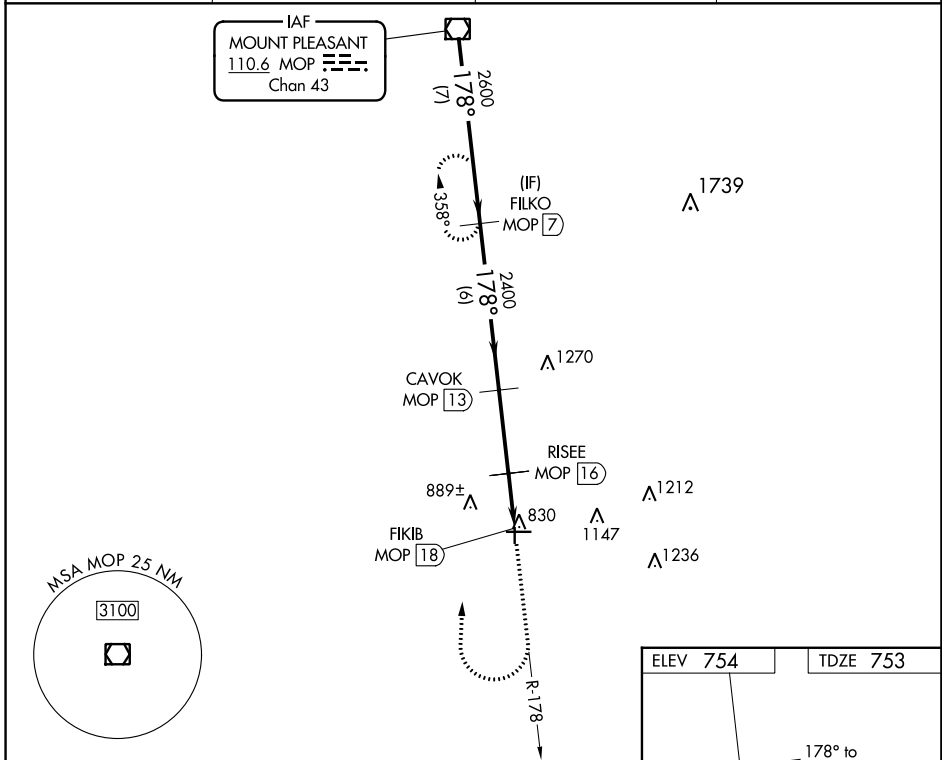 IAF
MOUNT PLEASANT
110.6 MOP
Chan 43
2600
178°
(7)
358°
(IF)
FILKO
MOP 7
1739
2400
178°
(6)
1270
CAVOK
MOP 13
RISEE
MOP 16
889±
1212
830
1147
FIKIB
MOP 18
1236
MSA MOP 25 NM
3100
R-178
ELEV 754
TDZE 753
178° to